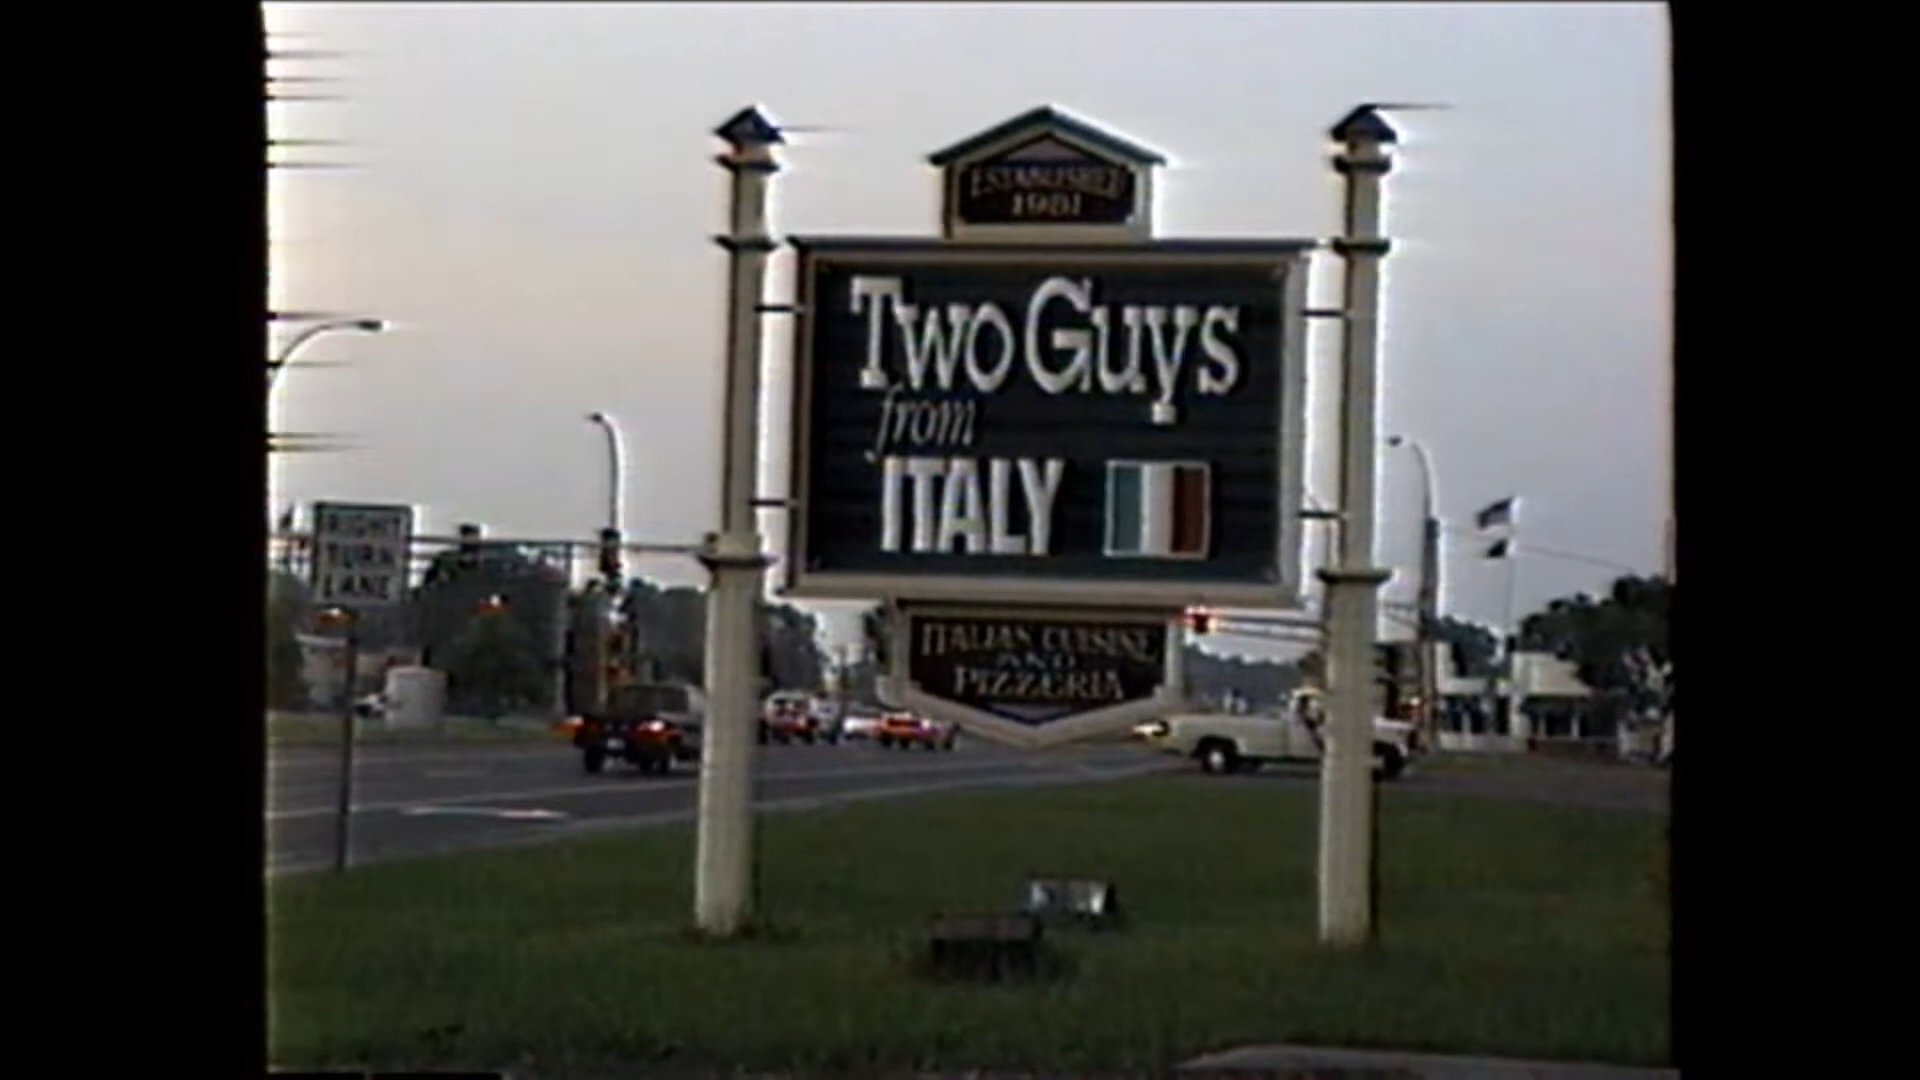 ESTABLISHED
1981
Two Guys
from
ITALY
ITALIAN CUISINE
AND
PIZZERIA
RIGHT
TURN
LANE